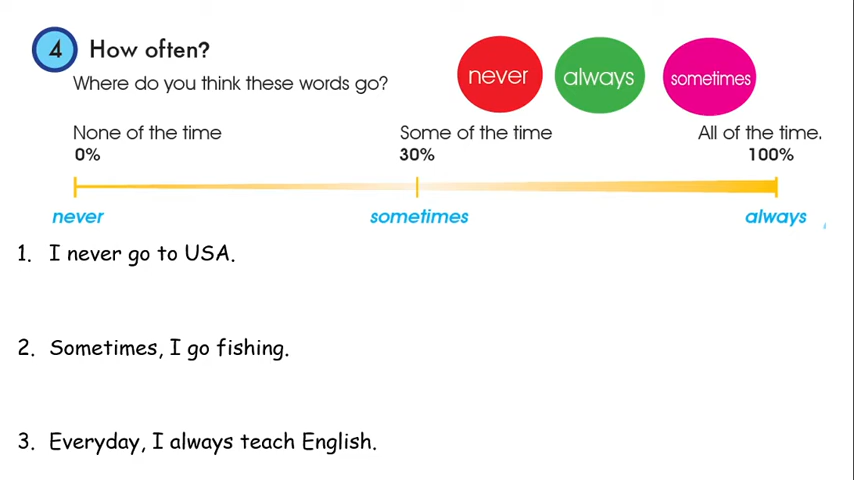 4 How often?
Where do you think these words go?
never always sometimes
None of the time Some of the time All of the time.
0% 30% 100%
never sometimes always
1. I never go to USA.
2. Sometimes, I go fishing.
3. Everyday, I always teach English.